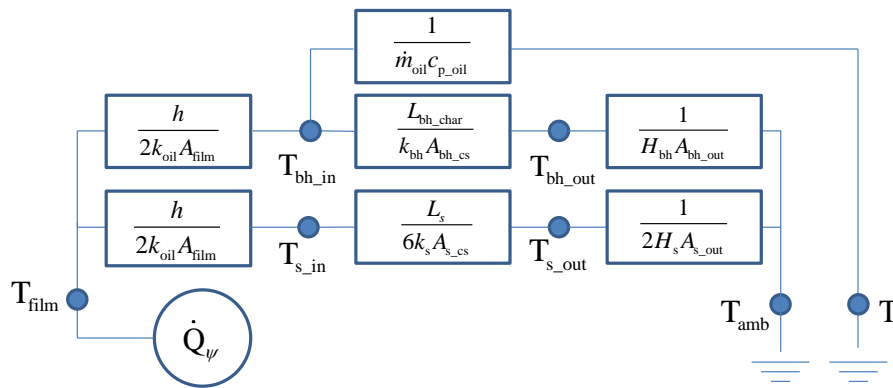 1
ṁ_oil c_p_oil
h
2k_oil A_film
T_bh_in
L_bh_char
k_bh A_bh_cs
T_bh_out
1
H_bh A_bh_out
h
2k_oil A_film
T_s_in
L_s
6k_s A_s_cs
T_s_out
1
2H_s A_s_out
T_film
Q̇_ψ
T_amb
T